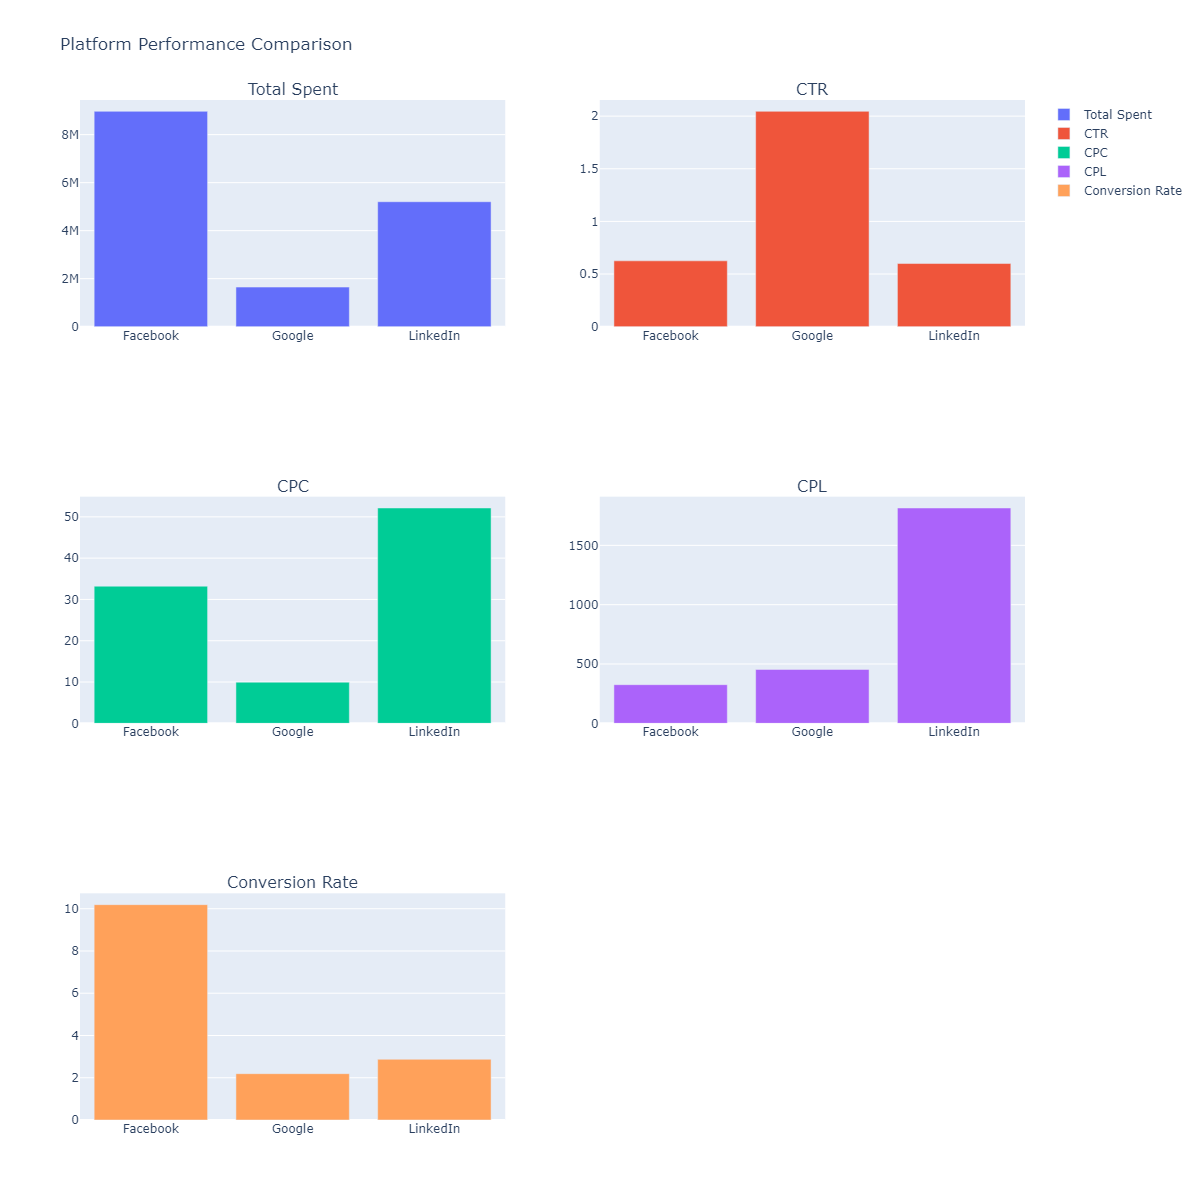 Platform Performance Comparison
Total Spent
8M
6M
4M
2M
0
Facebook Google LinkedIn
CTR
2
1.5
1
0.5
0
Facebook Google LinkedIn
Total Spent
CTR
CPC
CPL
Conversion Rate
CPC
50
40
30
20
10
0
Facebook Google LinkedIn
CPL
1500
1000
500
0
Facebook Google LinkedIn
Conversion Rate
10
8
6
4
2
0
Facebook Google LinkedIn